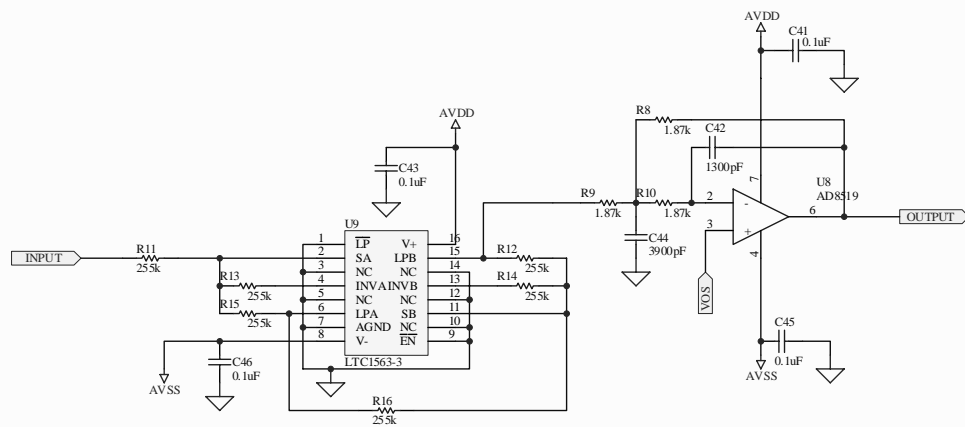 AVDD
C41
0.1uF
R8
1.87k
C42
1300pF
7
U8
AD8519
AVDD
C43
0.1uF
R9
1.87k
R10
1.87k
2
-
3
+
6
OUTPUT
4
C44
3900pF
VOS
U9
INPUT
R11
255k
R13
255k
R15
255k
1
2
3
4
5
6
7
8
LP
SA
NC
INVA
NC
LPA
AGND
V-
V+
LPB
NC
INVB
NC
SB
NC
EN
16
15
14
13
12
11
10
9
R12
255k
R14
255k
LTC1563-3
C46
0.1uF
AVSS
R16
255k
C45
0.1uF
AVSS